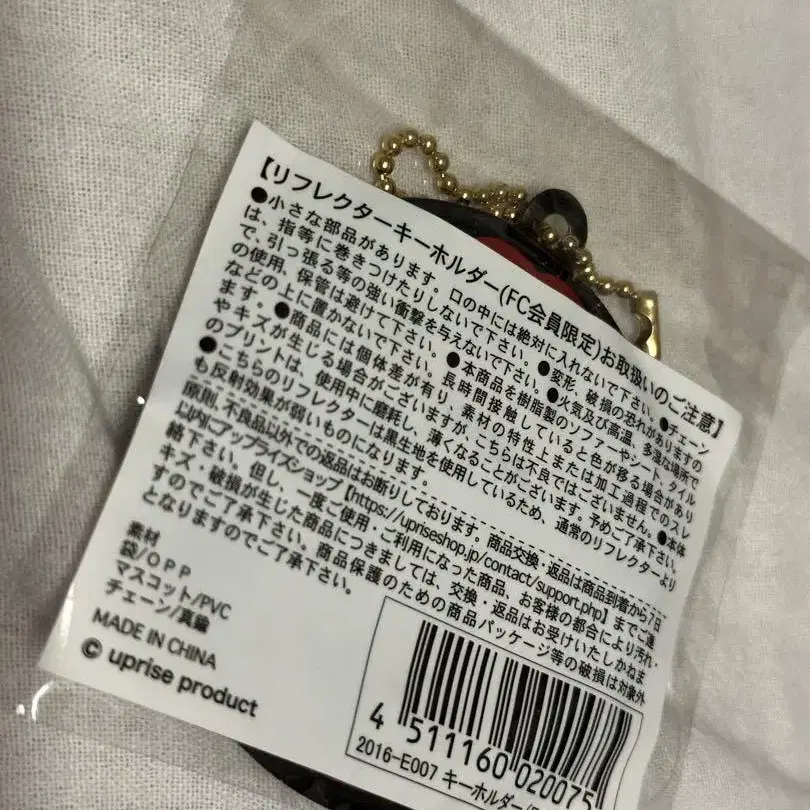 【リフレクターキーホルダー(FC会員限定)お取扱いのご注意】
●小さな部品があります。口の中には絶対に入れないで下さい。●チェーン
は、指等に巻きつけたりしないで下さい。●変形、破損の恐れがありますの
で、引っ張る等の強い衝撃を与えないで下さい。●火気及び高温、多湿な場所で
の使用、保管は避けて下さい。●本商品を樹脂製のソファーやシート、タイル
などの上に置かないで下さい。長時間接触していると色が移る場合があり
ます。●商品には個体差が有り、素材の特性上または加工過程でのスレ
やキズが生じる場合がございますが、こちらは不良ではございません。●本体
のプリントは、使用中に磨耗し、薄くなることがございます。予めご了承下さい。
●こちらのリフレクターは黒生地を使用しているため、通常のリフレクターより
も反射効果が弱いものになります。
原則、不良品以外での返品はお断りしております。商品交換・返品は商品到着から7日
以内にアップライズショップ【https://upriseshop.jp/contact/support.php】までご連
絡下さい。但し、一度ご使用・ご利用になった商品、お客様の都合により汚れ・
キズ・破損が生じた商品につきましては、交換・返品はお受けいたしかねま
すのでご了承下さい。商品保護のための商品パッケージ等の破損は対象外
となりますのでご了承下さい。
素材
袋/OPP
マスコット/PVC
チェーン/真鍮
MADE IN CHINA
© uprise product
4 511160 020075
2016-E007 キーホルダー